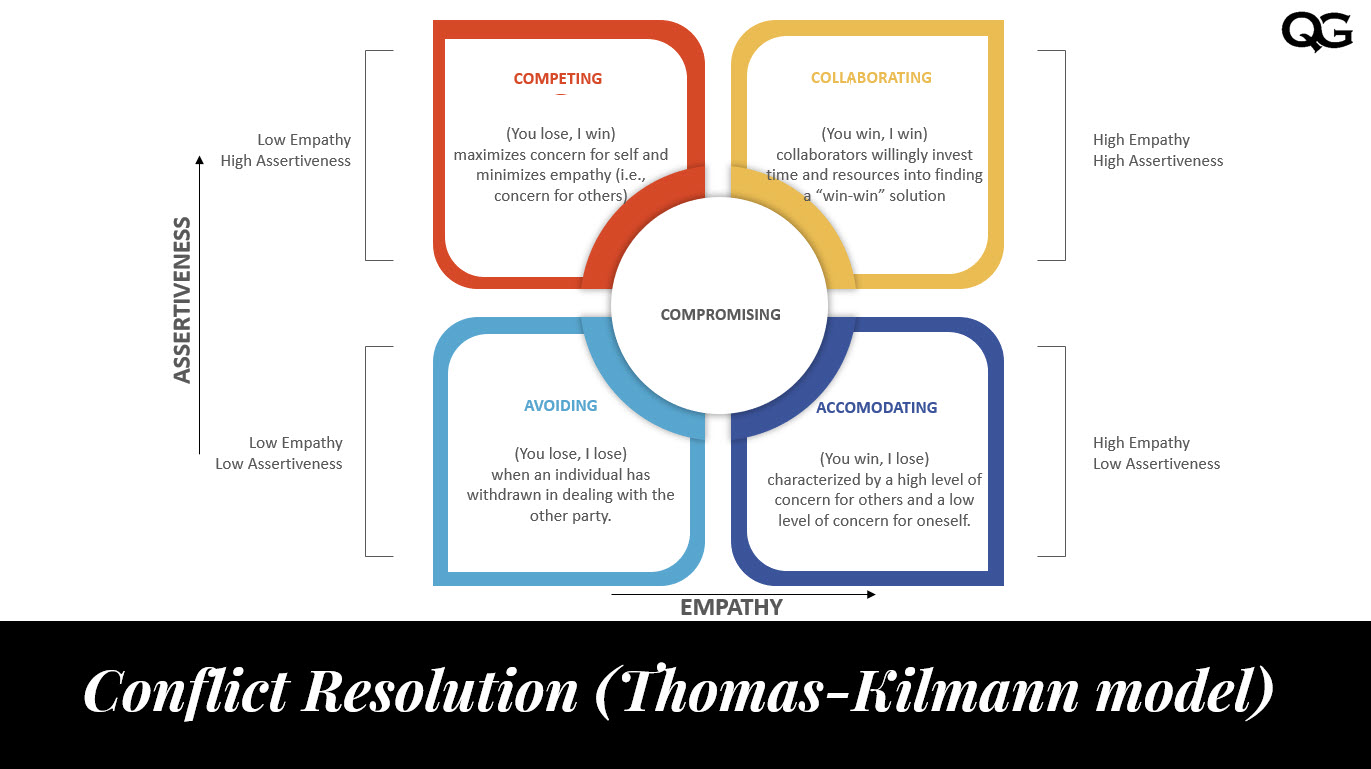 QG
COMPETING
(You lose, I win)
maximizes concern for self and
minimizes empathy (i.e.,
concern for others)
COLLABORATING
(You win, I win)
collaborators willingly invest
time and resources into finding
a “win-win” solution
Low Empathy
High Assertiveness
High Empathy
High Assertiveness
ASSERTIVENESS
COMPROMISING
AVOIDING
(You lose, I lose)
when an individual has
withdrawn in dealing with the
other party.
ACCOMODATING
(You win, I lose)
characterized by a high level of
concern for others and a low
level of concern for oneself.
Low Empathy
Low Assertiveness
High Empathy
Low Assertiveness
EMPATHY
Conflict Resolution (Thomas-Kilmann model)